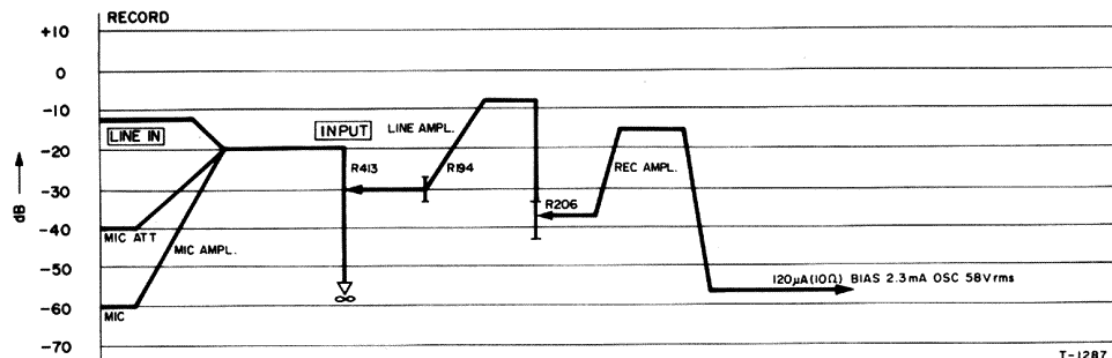 RECORD
+10
0
-10
LINE IN
INPUT
LINE AMPL.
-20
R413
R194
REC AMPL.
-30
R206
dB
-40
MIC ATT
MIC AMPL.
-50
120μA(10Ω) BIAS 2.3mA OSC 58Vrms
∞
-60
MIC
-70
T-1287